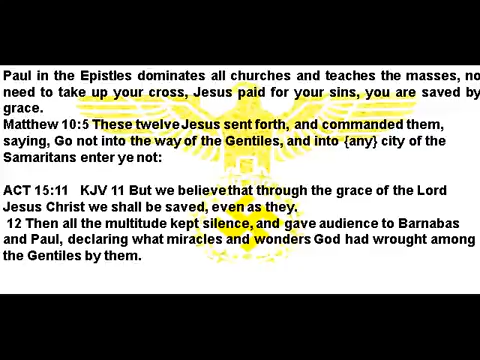 Paul in the Epistles dominates all churches and teaches the masses, no
need to take up your cross, Jesus paid for your sins, you are saved by
grace.
Matthew 10:5 These twelve Jesus sent forth, and commanded them,
saying, Go not into the way of the Gentiles, and into {any} city of the
Samaritans enter ye not:
ACT 15:11 KJV 11 But we believe that through the grace of the Lord
Jesus Christ we shall be saved, even as they.
12 Then all the multitude kept silence, and gave audience to Barnabas
and Paul, declaring what miracles and wonders God had wrought among
the Gentiles by them.